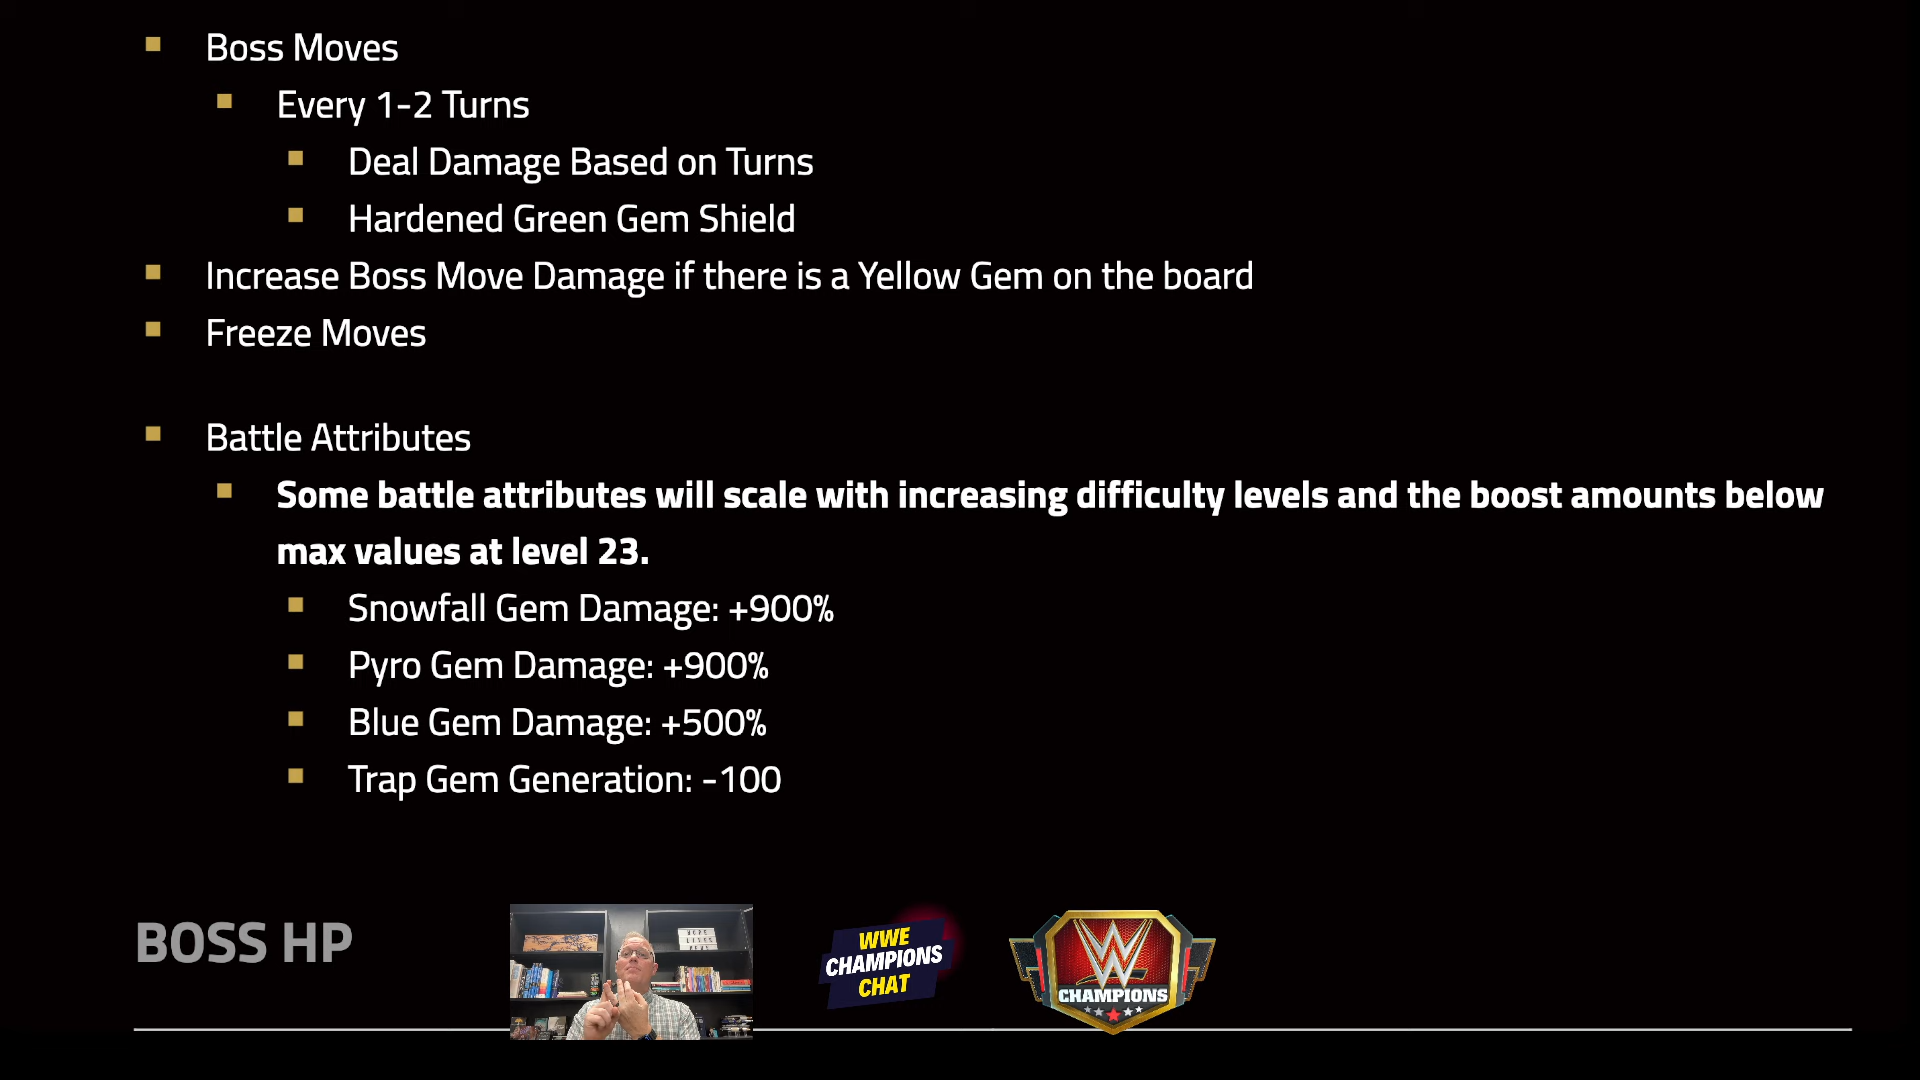 Boss Moves
Every 1-2 Turns
Deal Damage Based on Turns
Hardened Green Gem Shield
Increase Boss Move Damage if there is a Yellow Gem on the board
Freeze Moves
Battle Attributes
Some battle attributes will scale with increasing difficulty levels and the boost amounts below
max values at level 23.
Snowfall Gem Damage: +900%
Pyro Gem Damage: +900%
Blue Gem Damage: +500%
Trap Gem Generation: -100
BOSS HP
WWE
CHAMPIONS
CHAT
W
CHAMPIONS